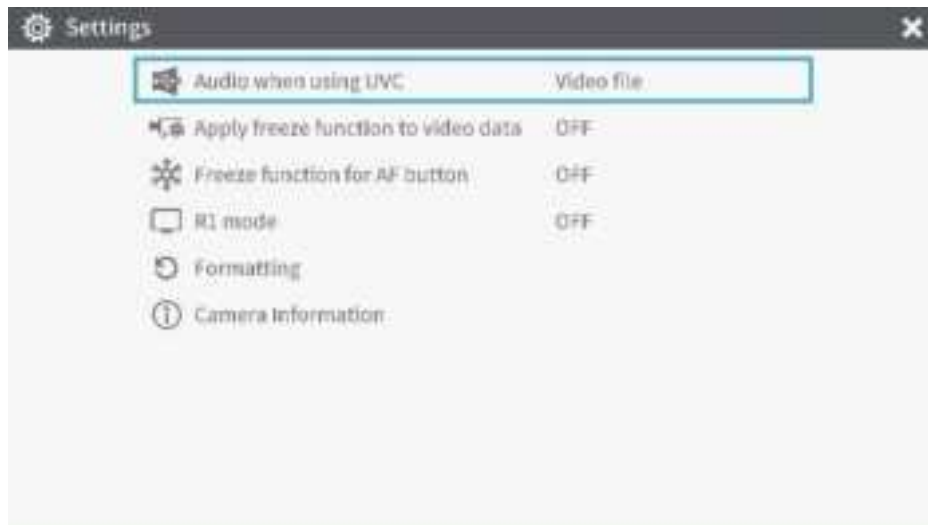 Settings
Audio when using UVC Video file
Apply freeze function to video data OFF
Freeze function for AF button OFF
R1 mode OFF
Formatting
Camera Information